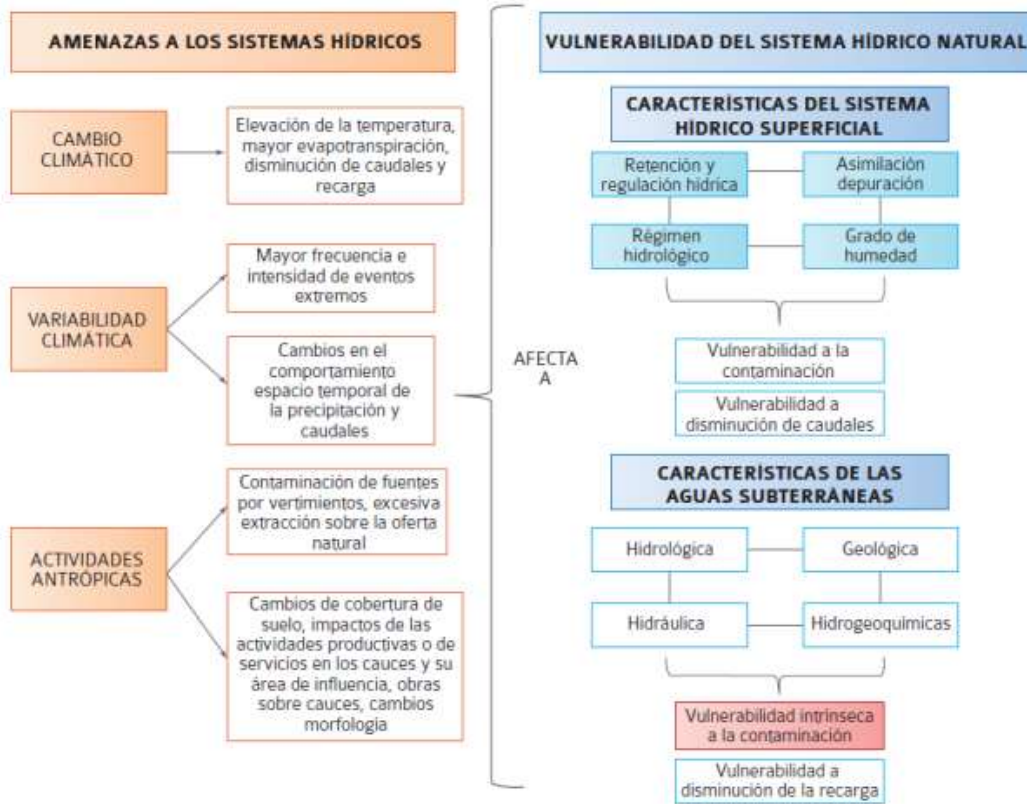 AMENAZAS A LOS SISTEMAS HÍDRICOS
CAMBIO
CLIMÁTICO
Elevación de la temperatura,
mayor evapotranspiración,
disminución de caudales y
recarga
VARIABILIDAD
CLIMÁTICA
Mayor frecuencia e
intensidad de eventos
extremos
Cambios en el
comportamiento
espacio temporal de
la precipitación y
caudales
ACTIVIDADES
ANTRÓPICAS
Contaminación de fuentes
por vertimientos, excesiva
extracción sobre la oferta
natural
Cambios de cobertura de
suelo, impactos de las
actividades productivas o de
servicios en los cauces y su
área de influencia, obras
sobre cauces, cambios
morfología
AFECTA
A
VULNERABILIDAD DEL SISTEMA HÍDRICO NATURAL
CARACTERÍSTICAS DEL SISTEMA
HÍDRICO SUPERFICIAL
Retención y
regulación hídrica
Asimilación
depuración
Régimen
hidrológico
Grado de
humedad
Vulnerabilidad a la
contaminación
Vulnerabilidad a
disminución de caudales
CARACTERÍSTICAS DE LAS
AGUAS SUBTERRÁNEAS
Hidrológica
Geológica
Hidráulica
Hidrogeoquímicas
Vulnerabilidad intrínseca
a la contaminación
Vulnerabilidad a
disminución de la recarga